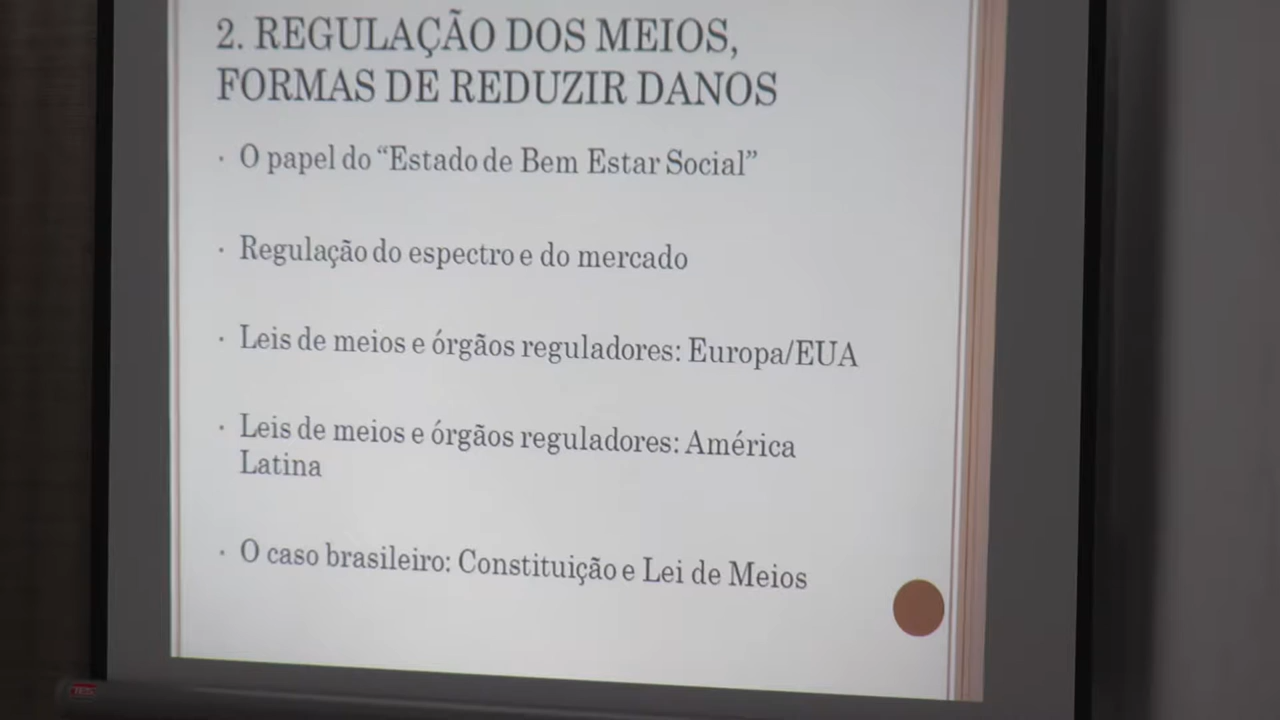 2. REGULAÇÃO DOS MEIOS,
FORMAS DE REDUZIR DANOS
· O papel do “Estado de Bem Estar Social”
· Regulação do espectro e do mercado
· Leis de meios e órgãos reguladores: Europa/EUA
· Leis de meios e órgãos reguladores: América
Latina
· O caso brasileiro: Constituição e Lei de Meios